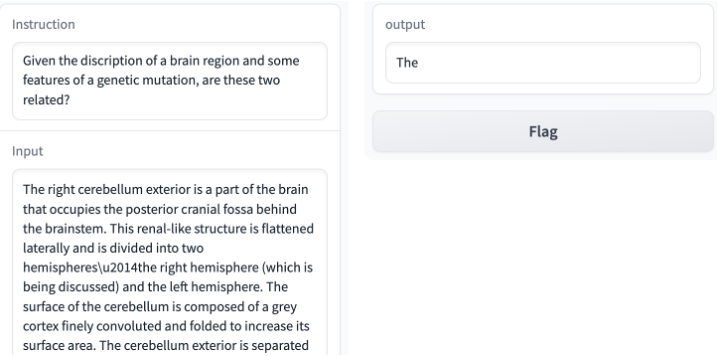 Instruction
Given the discription of a brain region and some
features of a genetic mutation, are these two
related?
Input
The right cerebellum exterior is a part of the brain
that occupies the posterior cranial fossa behind
the brainstem. This renal-like structure is flattened
laterally and is divided into two
hemispheres\u2014the right hemisphere (which is
being discussed) and the left hemisphere. The
surface of the cerebellum is composed of a grey
cortex finely convoluted and folded to increase its
surface area. The cerebellum exterior is separated
output
The
Flag